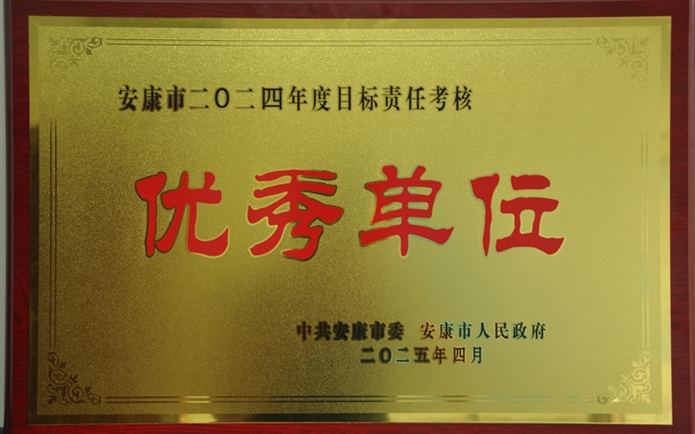 安康市二〇二四年度目标责任考核
优秀单位
中共安康市委 安康市人民政府
二〇二五年四月